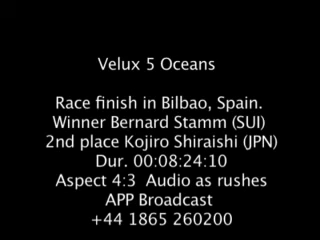 Velux 5 Oceans
Race finish in Bilbao, Spain.
Winner Bernard Stamm (SUI)
2nd place Kojiro Shiraishi (JPN)
Dur. 00:08:24:10
Aspect 4:3  Audio as rushes
APP Broadcast
+44 1865 260200